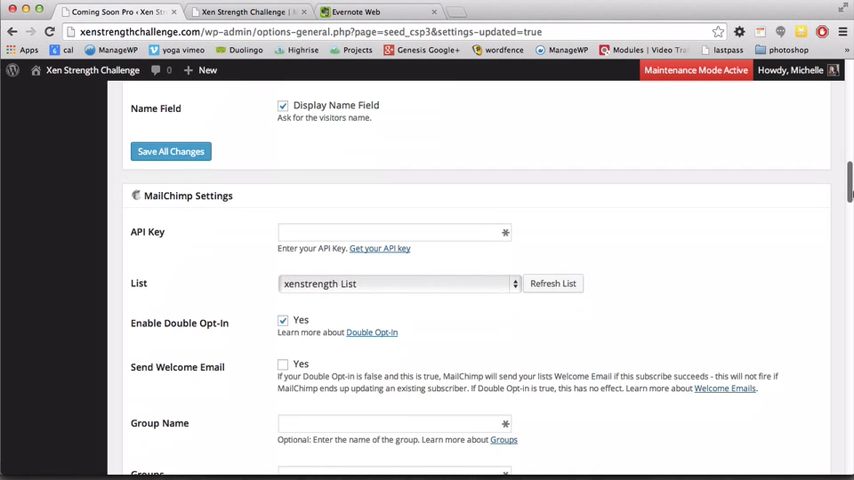 Coming Soon Pro ‹ Xen Str
Xen Strength Challenge | M
Evernote Web
xenstrengthchallenge.com/wp-admin/options-general.php?page=seed_csp3&settings-updated=true
Apps
cal
ManageWP
yoga vimeo
Duolingo
Highrise
Projects
Genesis Google+
wordfence
ManageWP
Modules | Video Trai
lastpass
photoshop
Xen Strength Challenge
0
New
Maintenance Mode Active
Howdy, Michelle
Name Field
Display Name Field
Ask for the visitors name.
Save All Changes
MailChimp Settings
API Key
Enter your API Key. Get your API key
List
xenstrength List
Refresh List
Enable Double Opt-In
Yes
Learn more about Double Opt-In
Send Welcome Email
Yes
If your Double Opt-in is false and this is true, MailChimp will send your lists Welcome Email if this subscribe succeeds - this will not fire if
MailChimp ends up updating an existing subscriber. If Double Opt-in is true, this has no effect. Learn more about Welcome Emails.
Group Name
Optional: Enter the name of the group. Learn more about Groups
Groups